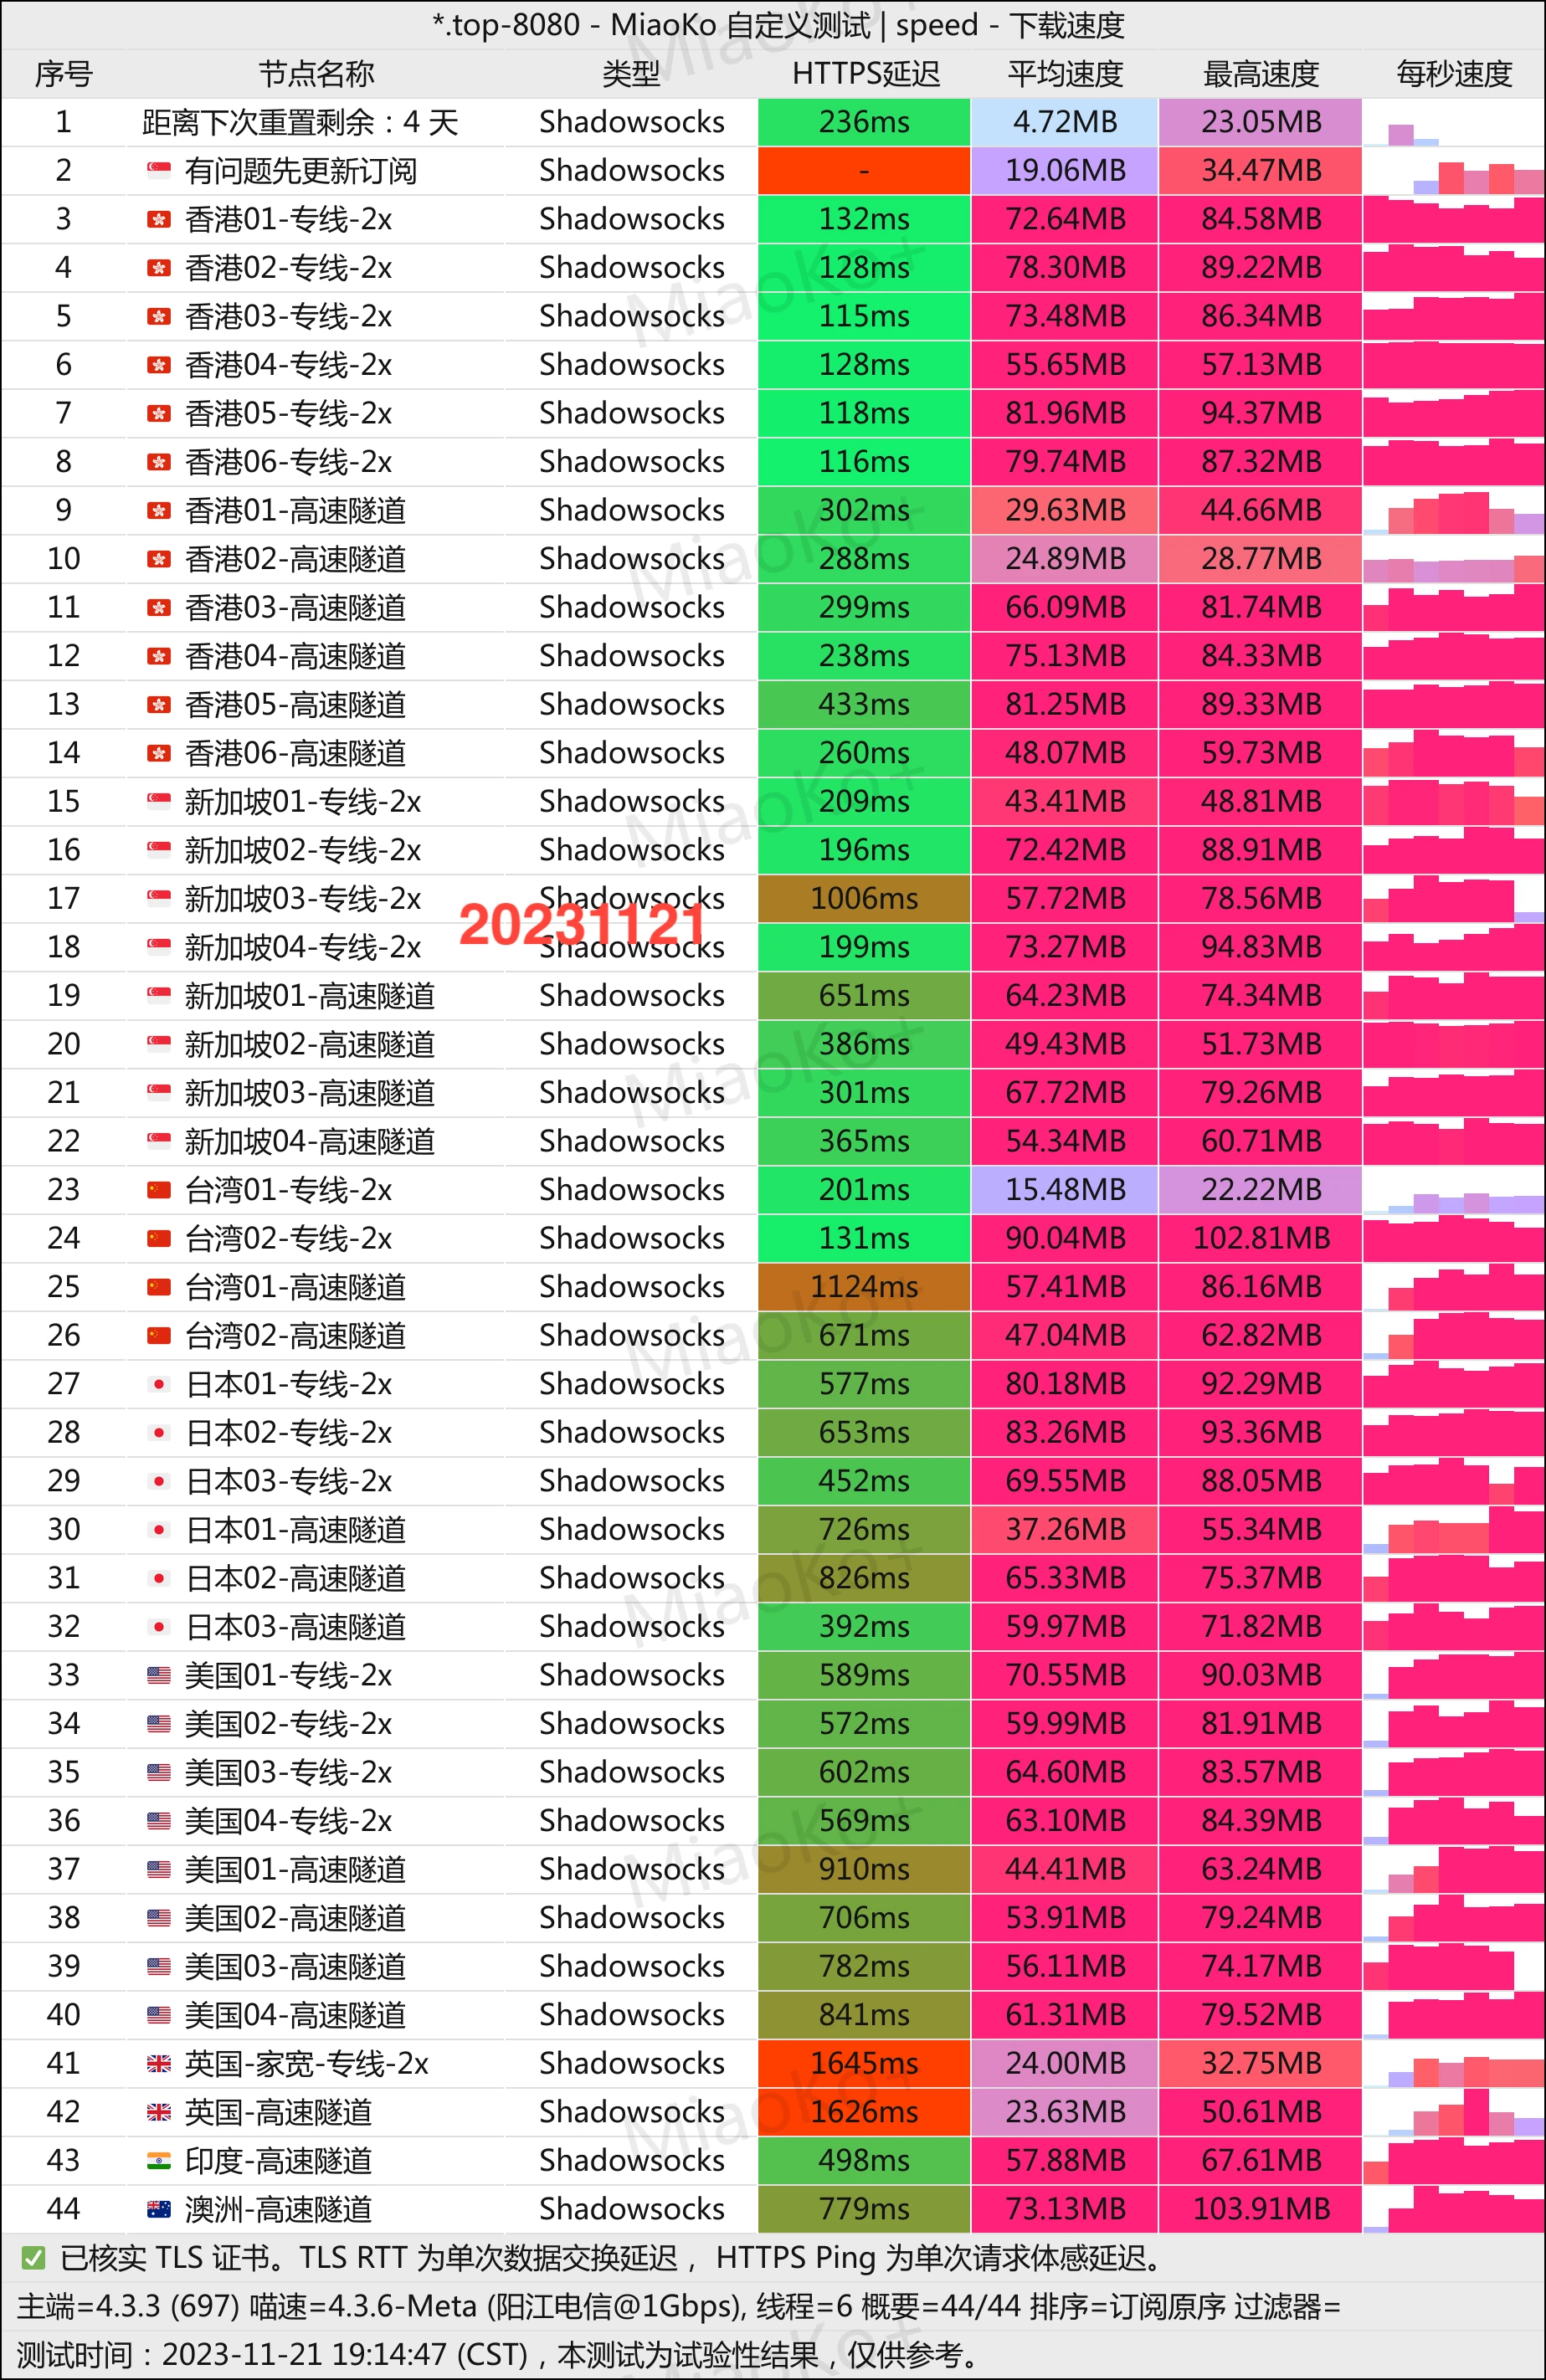 *.top-8080 - MiaoKo 自定义测试 | speed - 下载速度
序号 节点名称 类型 HTTPS延迟 平均速度 最高速度 每秒速度
1 距离下次重置剩余：4 天 Shadowsocks 236ms 4.72MB 23.05MB
2 有问题先更新订阅 Shadowsocks - 19.06MB 34.47MB
3 香港01-专线-2x Shadowsocks 132ms 72.64MB 84.58MB
4 香港02-专线-2x Shadowsocks 128ms 78.30MB 89.22MB
5 香港03-专线-2x Shadowsocks 115ms 73.48MB 86.34MB
6 香港04-专线-2x Shadowsocks 128ms 55.65MB 57.13MB
7 香港05-专线-2x Shadowsocks 118ms 81.96MB 94.37MB
8 香港06-专线-2x Shadowsocks 116ms 79.74MB 87.32MB
9 香港01-高速隧道 Shadowsocks 302ms 29.63MB 44.66MB
10 香港02-高速隧道 Shadowsocks 288ms 24.89MB 28.77MB
11 香港03-高速隧道 Shadowsocks 299ms 66.09MB 81.74MB
12 香港04-高速隧道 Shadowsocks 238ms 75.13MB 84.33MB
13 香港05-高速隧道 Shadowsocks 433ms 81.25MB 89.33MB
14 香港06-高速隧道 Shadowsocks 260ms 48.07MB 59.73MB
15 新加坡01-专线-2x Shadowsocks 209ms 43.41MB 48.81MB
16 新加坡02-专线-2x Shadowsocks 196ms 72.42MB 88.91MB
17 新加坡03-专线-2x Shadowsocks 1006ms 57.72MB 78.56MB
20231121
18 新加坡04-专线-2x Shadowsocks 199ms 73.27MB 94.83MB
19 新加坡01-高速隧道 Shadowsocks 651ms 64.23MB 74.34MB
20 新加坡02-高速隧道 Shadowsocks 386ms 49.43MB 51.73MB
21 新加坡03-高速隧道 Shadowsocks 301ms 67.72MB 79.26MB
22 新加坡04-高速隧道 Shadowsocks 365ms 54.34MB 60.71MB
23 台湾01-专线-2x Shadowsocks 201ms 15.48MB 22.22MB
24 台湾02-专线-2x Shadowsocks 131ms 90.04MB 102.81MB
25 台湾01-高速隧道 Shadowsocks 1124ms 57.41MB 86.16MB
26 台湾02-高速隧道 Shadowsocks 671ms 47.04MB 62.82MB
27 日本01-专线-2x Shadowsocks 577ms 80.18MB 92.29MB
28 日本02-专线-2x Shadowsocks 653ms 83.26MB 93.36MB
29 日本03-专线-2x Shadowsocks 452ms 69.55MB 88.05MB
30 日本01-高速隧道 Shadowsocks 726ms 37.26MB 55.34MB
31 日本02-高速隧道 Shadowsocks 826ms 65.33MB 75.37MB
32 日本03-高速隧道 Shadowsocks 392ms 59.97MB 71.82MB
33 美国01-专线-2x Shadowsocks 589ms 70.55MB 90.03MB
34 美国02-专线-2x Shadowsocks 572ms 59.99MB 81.91MB
35 美国03-专线-2x Shadowsocks 602ms 64.60MB 83.57MB
36 美国04-专线-2x Shadowsocks 569ms 63.10MB 84.39MB
37 美国01-高速隧道 Shadowsocks 910ms 44.41MB 63.24MB
38 美国02-高速隧道 Shadowsocks 706ms 53.91MB 79.24MB
39 美国03-高速隧道 Shadowsocks 782ms 56.11MB 74.17MB
40 美国04-高速隧道 Shadowsocks 841ms 61.31MB 79.52MB
41 英国-家宽-专线-2x Shadowsocks 1645ms 24.00MB 32.75MB
42 英国-高速隧道 Shadowsocks 1626ms 23.63MB 50.61MB
43 印度-高速隧道 Shadowsocks 498ms 57.88MB 67.61MB
44 澳洲-高速隧道 Shadowsocks 779ms 73.13MB 103.91MB
✅ 已核实 TLS 证书。TLS RTT 为单次数据交换延迟， HTTPS Ping 为单次请求体感延迟。
主端=4.3.3 (697) 喵速=4.3.6-Meta (阳江电信@1Gbps), 线程=6 概要=44/44 排序=订阅原序 过滤器=
测试时间：2023-11-21 19:14:47 (CST)，本测试为试验性结果，仅供参考。
MiaoKo+
MiaoKo+
MiaoKo+
MiaoKo+
MiaoKo+
MiaoKo+
MiaoKo+
MiaoKo+
MiaoKo+
MiaoKo+